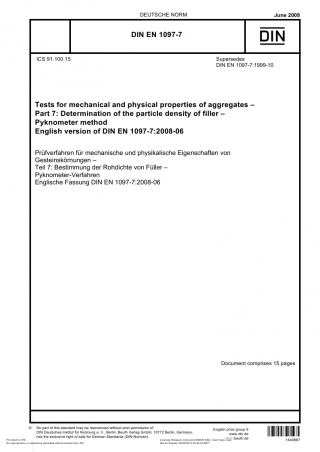 DEUTSCHE NORM
June 2008
DIN EN 1097-7
DIN
ICS 91.100.15
Supersedes
DIN EN 1097-7:1999-10
Tests for mechanical and physical properties of aggregates –
Part 7: Determination of the particle density of filler –
Pyknometer method
English version of DIN EN 1097-7:2008-06
Prüfverfahren für mechanische und physikalische Eigenschaften von
Gesteinskörnungen –
Teil 7: Bestimmung der Rohdichte von Füller –
Pyknometer-Verfahren
Englische Fassung DIN EN 1097-7:2008-06
Document comprises 15 pages
© No part of this standard may be reproduced without prior permission of
DIN Deutsches Institut für Normung e. V., Berlin. Beuth Verlag GmbH, 10772 Berlin, Germany,
has the exclusive right of sale for German Standards (DIN-Normen).
English price group 9
www.din.de
www.beuth.de